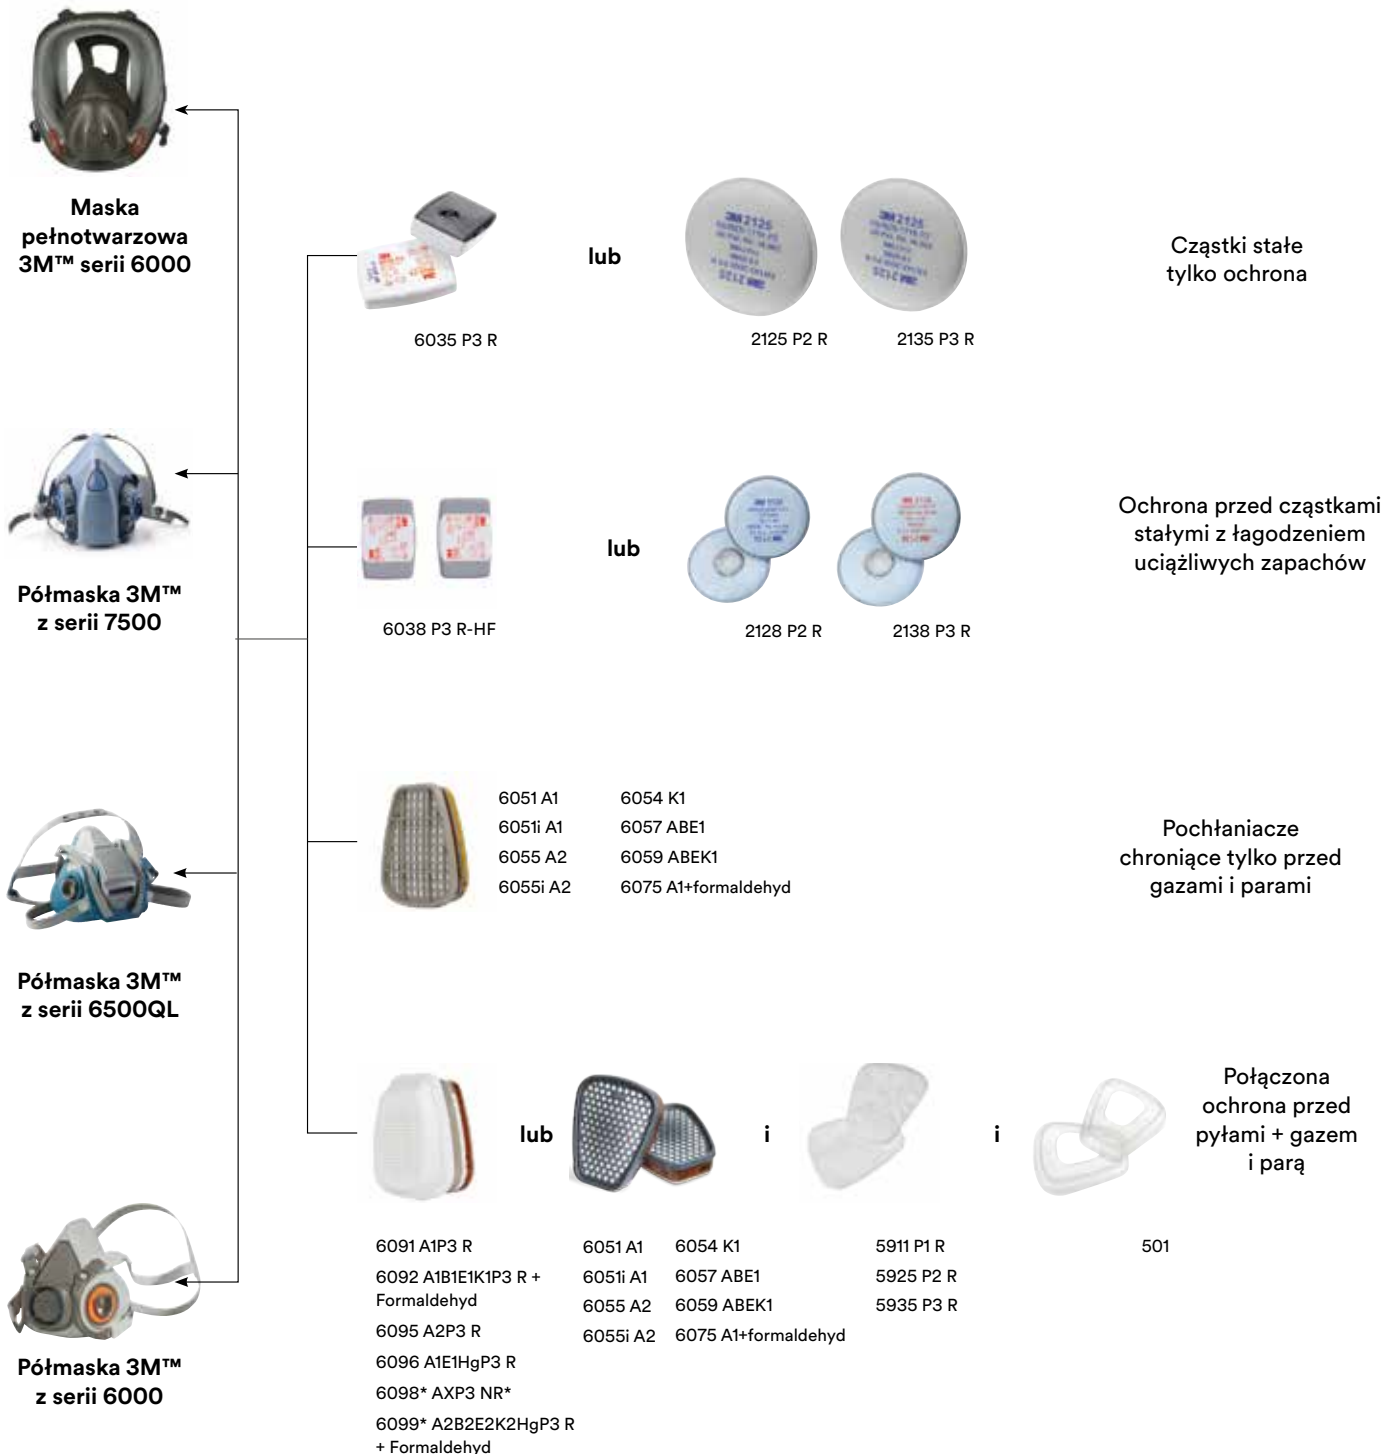 Maska
pełnotwarzowa
3M™ serii 6000
Półmaska 3M™
z serii 7500
Półmaska 3M™
z serii 6500QL
Półmaska 3M™
z serii 6000
lub
3M 2125
3M 2125
6035 P3 R
2125 P2 R
2135 P3 R
Cząstki stałe
tylko ochrona
lub
6038 P3 R-HF
2128 P2 R
2138 P3 R
Ochrona przed cząstkami
stałymi z łagodzeniem
uciążliwych zapachów
6051 A1
6051i A1
6055 A2
6055i A2
6054 K1
6057 ABE1
6059 ABEK1
6075 A1+formaldehyd
Pochłaniacze
chroniące tylko przed
gazami i parami
lub
i
i
Połączona
ochrona przed
pyłami + gazem
i parą
6091 A1P3 R
6092 A1B1E1K1P3 R +
Formaldehyd
6095 A2P3 R
6096 A1E1HgP3 R
6098* AXP3 NR*
6099* A2B2E2K2HgP3 R
+ Formaldehyd
6051 A1
6051i A1
6055 A2
6055i A2
6054 K1
6057 ABE1
6059 ABEK1
6075 A1+formaldehyd
5911 P1 R
5925 P2 R
5935 P3 R
501